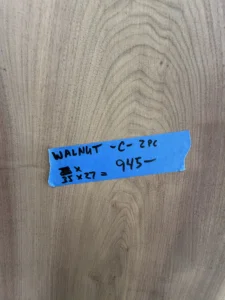 WALNUT -C- 2PC
x
35 x 27 = 945-